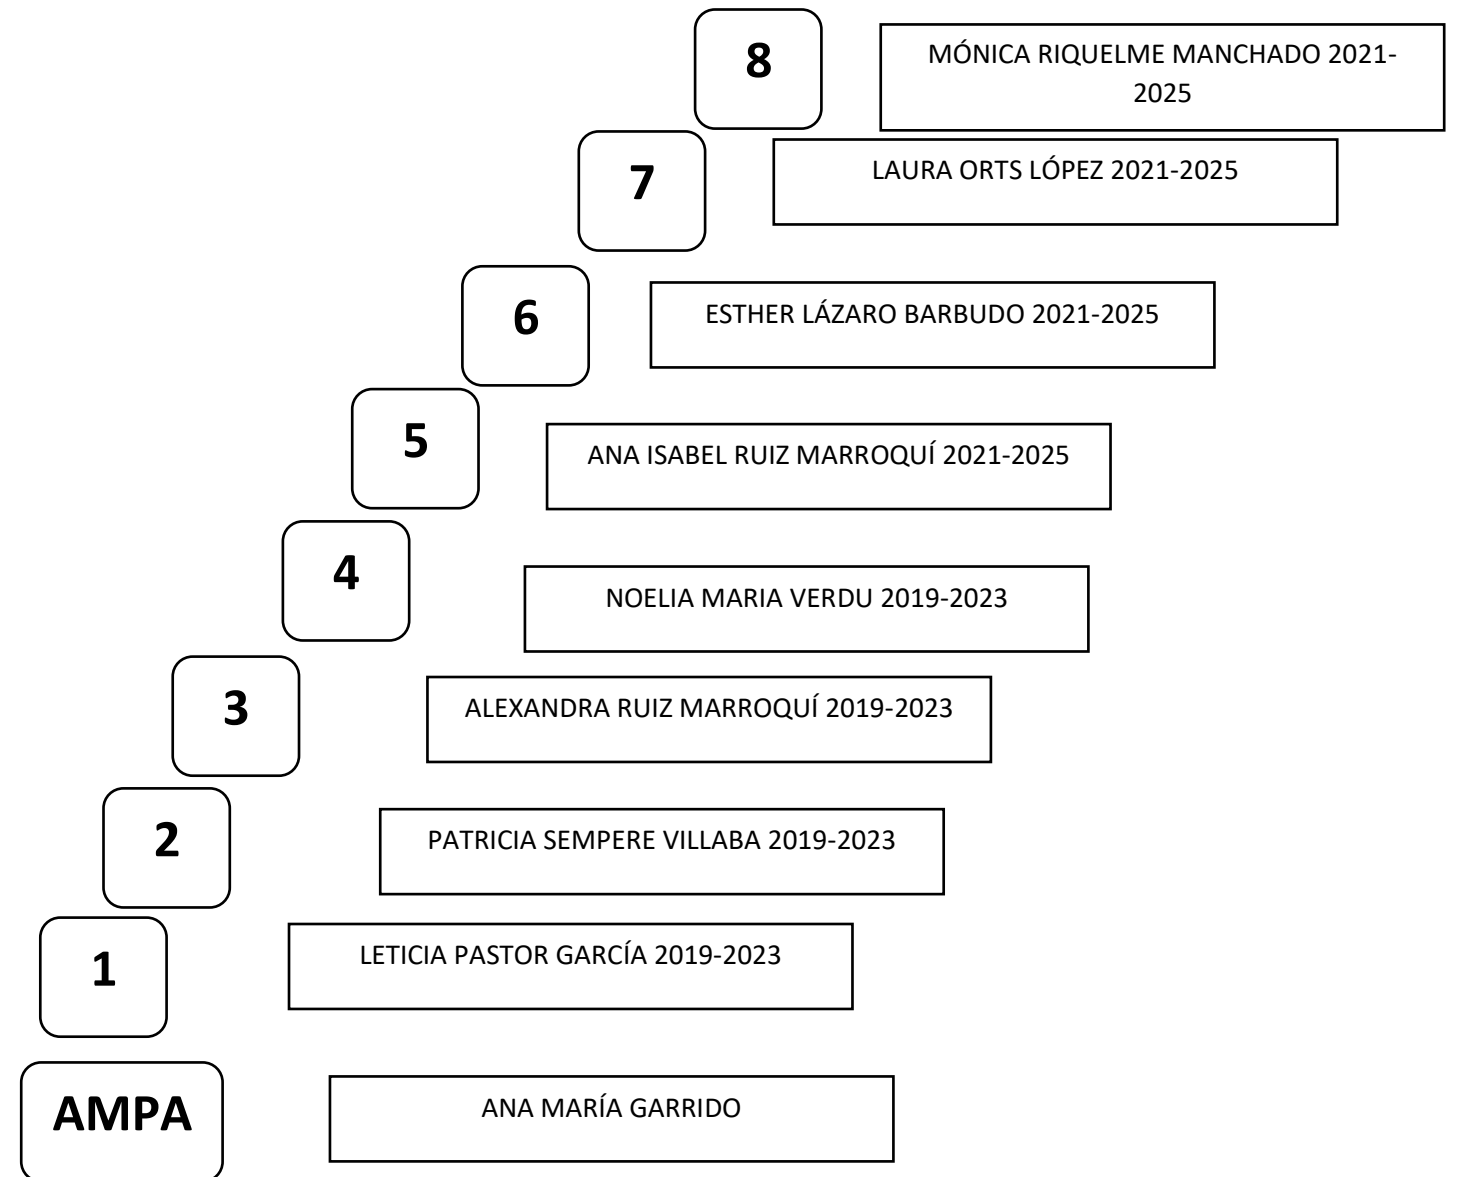 8
MÓNICA RIQUELME MANCHADO 2021-
2025
7
LAURA ORTS LÓPEZ 2021-2025
6
ESTHER LÁZARO BARBUDO 2021-2025
5
ANA ISABEL RUIZ MARROQUÍ 2021-2025
4
NOELIA MARIA VERDU 2019-2023
3
ALEXANDRA RUIZ MARROQUÍ 2019-2023
2
PATRICIA SEMPERE VILLABA 2019-2023
1
LETICIA PASTOR GARCÍA 2019-2023
AMPA
ANA MARÍA GARRIDO